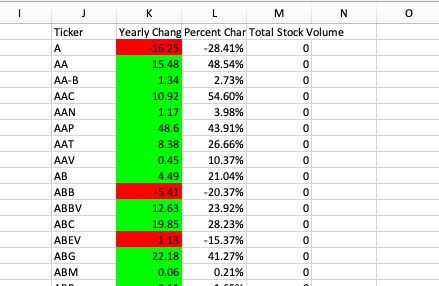 I J K L M N O
Ticker Yearly Chang Percent Char Total Stock Volume
A -16.25 -28.41% 0
AA 15.48 48.54% 0
AA-B 1.34 2.73% 0
AAC 10.92 54.60% 0
AAN 1.17 3.98% 0
AAP 48.6 43.91% 0
AAT 8.38 26.66% 0
AAV 0.45 10.37% 0
AB 4.49 21.04% 0
ABB -5.41 -20.37% 0
ABBV 12.63 23.92% 0
ABC 19.85 28.23% 0
ABEV -1.13 -15.37% 0
ABG 22.18 41.27% 0
ABM 0.06 0.21% 0